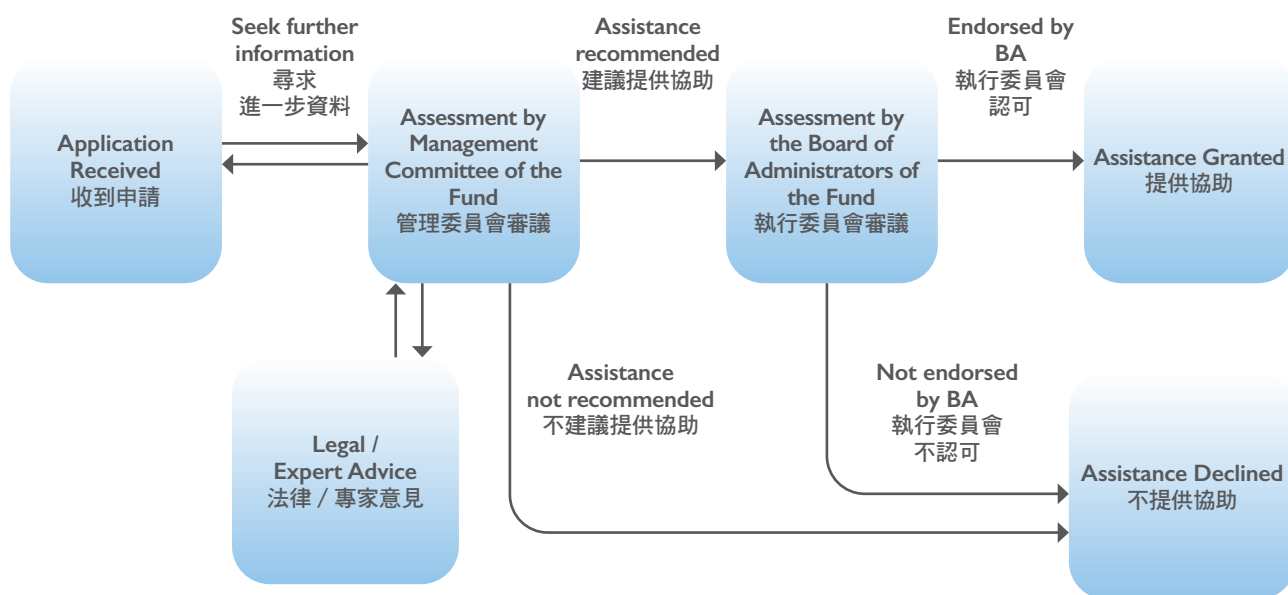 Seek further
information
尋求
進一步資料
Assistance
recommended
建議提供協助
Endorsed by
BA
執行委員會
認可
Application
Received
收到申請
Assessment by
Management
Committee of the
Fund
管理委員會審議
Assessment by
the Board of
Administrators of
the Fund
執行委員會審議
Assistance Granted
提供協助
Legal /
Expert Advice
法律 / 專家意見
Assistance
not recommended
不建議提供協助
Not endorsed
by BA
執行委員會
不認可
Assistance Declined
不提供協助